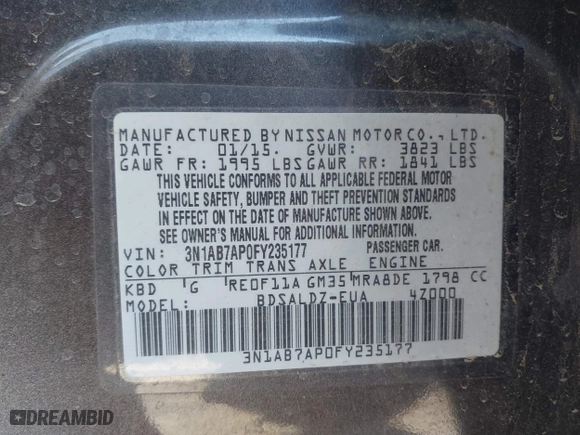 MANUFACTURED BY NISSAN MOTOR CO., LTD.
DATE: 01/15. GVWR: 3823 LBS
GAWR FR: 1995 LBS GAWR RR: 1841 LBS
THIS VEHICLE CONFORMS TO ALL APPLICABLE FEDERAL MOTOR
VEHICLE SAFETY, BUMPER AND THEFT PREVENTION STANDARDS
IN EFFECT ON THE DATE OF MANUFACTURE SHOWN ABOVE.
SEE OWNER'S MANUAL FOR ADDITIONAL INFORMATION.
VIN: 3N1AB7AP0FY235177 PASSENGER CAR.
COLOR TRIM TRANS AXLE ENGINE
KBD G RE0F11A GM35 MRA8DE 1798 CC
MODEL: BDSALDZ-EUA 4Z000
3N1AB7AP0FY235177
DREAMBID